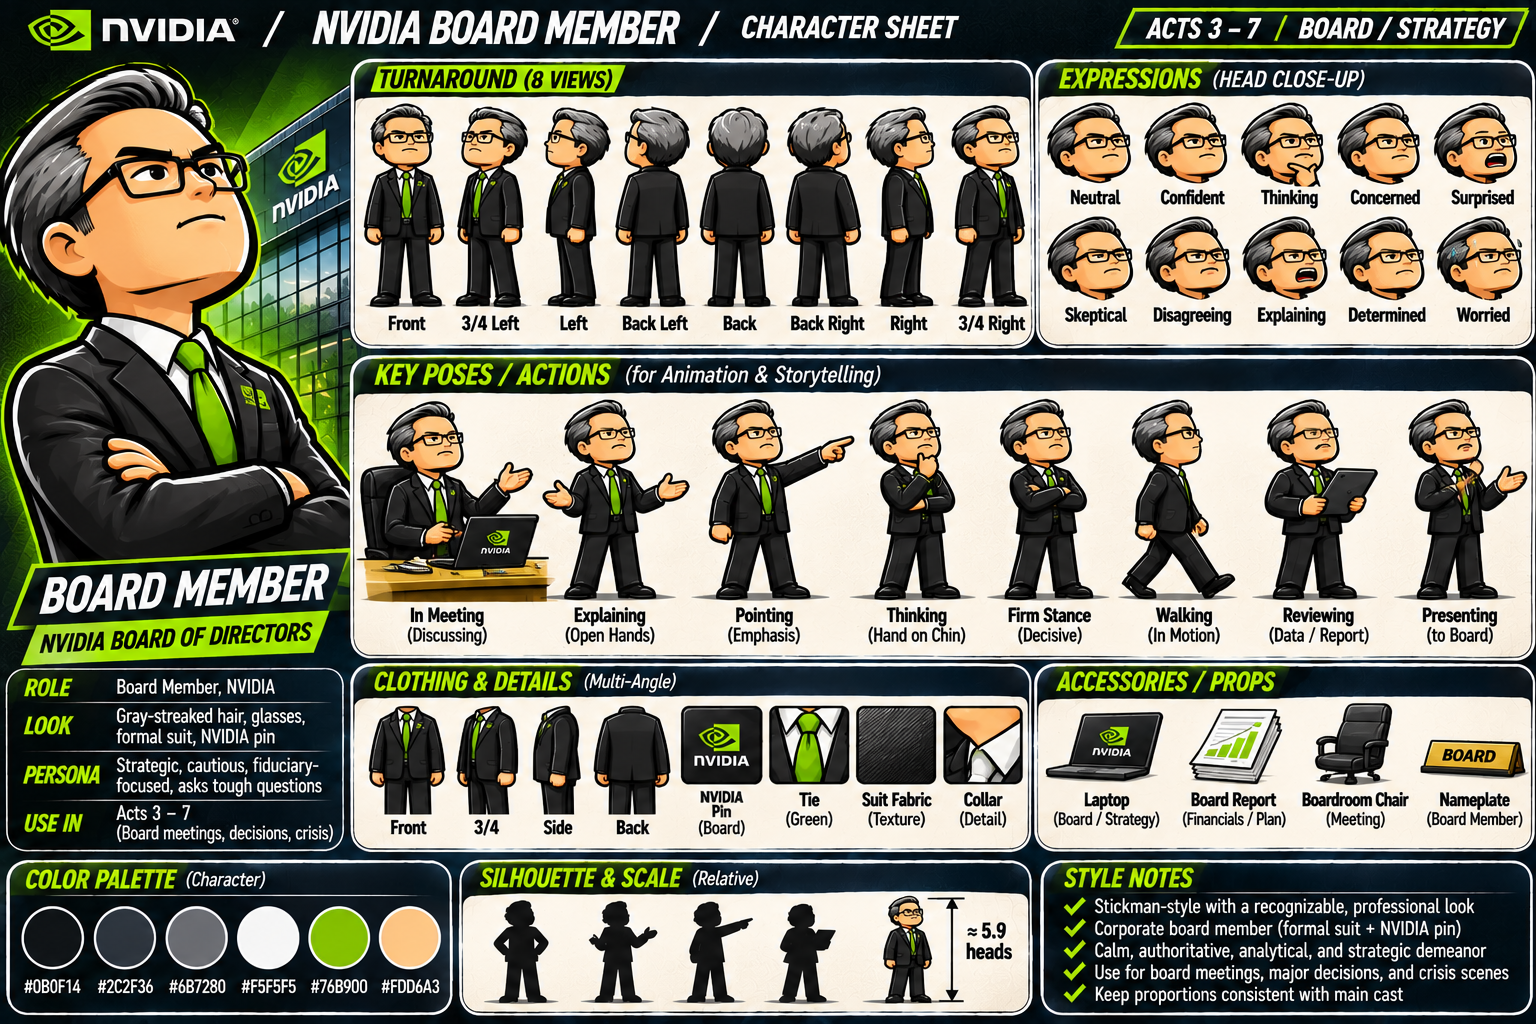 NVIDIA® / NVIDIA BOARD MEMBER / CHARACTER SHEET
ACTS 3 – 7 / BOARD / STRATEGY
NVIDIA
BOARD MEMBER
NVIDIA BOARD OF DIRECTORS
ROLE Board Member, NVIDIA
LOOK Gray-streaked hair, glasses,
formal suit, NVIDIA pin
PERSONA Strategic, cautious, fiduciary-
focused, asks tough questions
USE IN Acts 3 – 7
(Board meetings, decisions, crisis)
TURNAROUND (8 VIEWS)
Front 3/4 Left Left Back Left Back Back Right Right 3/4 Right
EXPRESSIONS (HEAD CLOSE-UP)
Neutral Confident Thinking Concerned Surprised
Skeptical Disagreeing Explaining Determined Worried
KEY POSES / ACTIONS (for Animation & Storytelling)
NVIDIA
In Meeting Explaining Pointing Thinking Firm Stance Walking Reviewing Presenting
(Discussing) (Open Hands) (Emphasis) (Hand on Chin) (Decisive) (In Motion) (Data / Report) (to Board)
CLOTHING & DETAILS (Multi-Angle)
Front 3/4 Side Back
NVIDIA
NVIDIA
Pin
(Board)
Tie
(Green)
Suit Fabric
(Texture)
Collar
(Detail)
ACCESSORIES / PROPS
NVIDIA
BOARD
Laptop Board Report Boardroom Chair Nameplate
(Board / Strategy) (Financials / Plan) (Meeting) (Board Member)
COLOR PALETTE (Character)
#0B0F14 #2C2F36 #6B7280 #F5F5F5 #76B900 #FDD6A3
SILHOUETTE & SCALE (Relative)
≈ 5.9
heads
STYLE NOTES
Stickman-style with a recognizable, professional look
Corporate board member (formal suit + NVIDIA pin)
Calm, authoritative, analytical, and strategic demeanor
Use for board meetings, major decisions, and crisis scenes
Keep proportions consistent with main cast